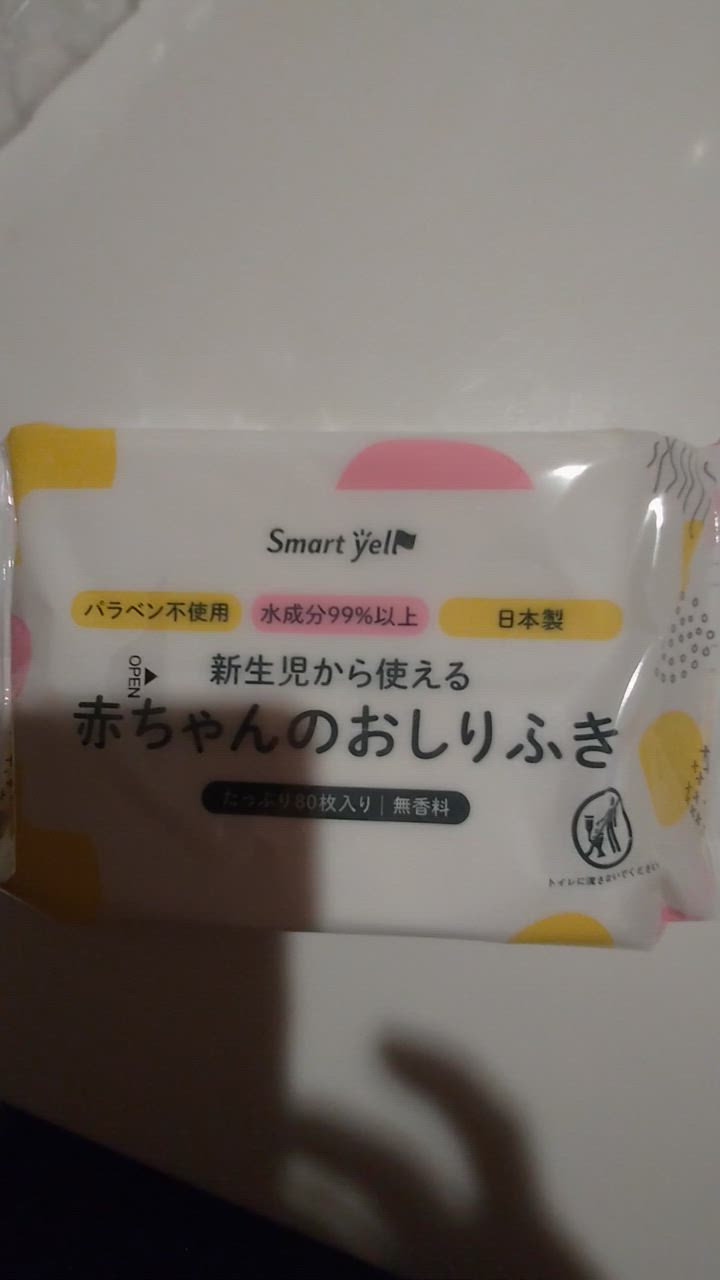 Smart yell
パラベン不使用 水成分99%以上 日本製
OPEN
新生児から使える
赤ちゃんのおしりふき
たっぷり80枚入り|無香料
トイレに流さないでください